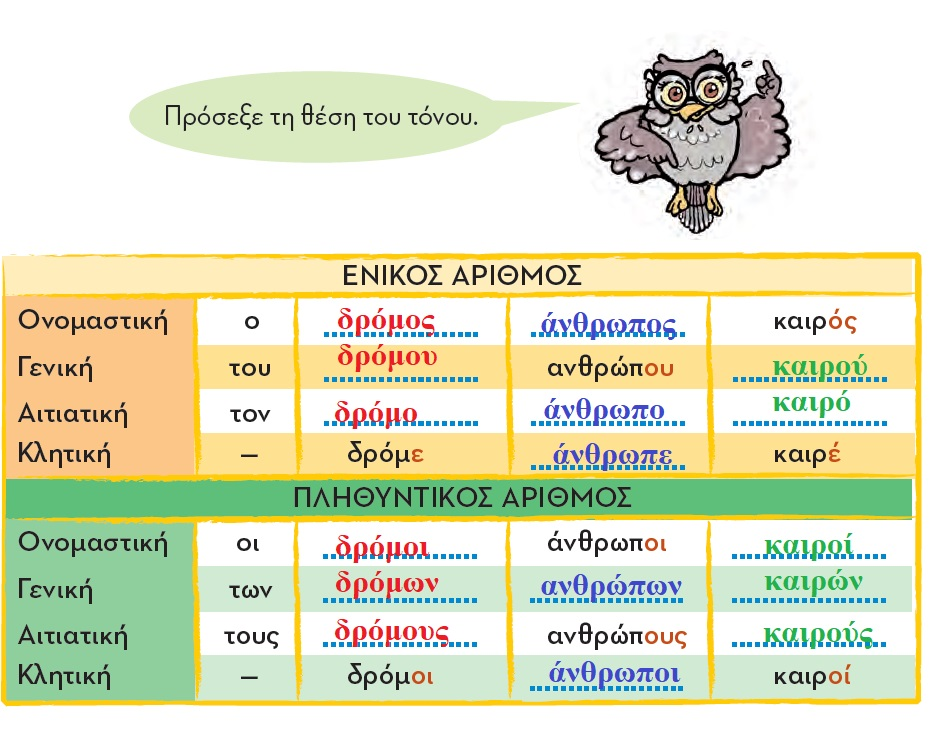 Πρόσεξε τη θέση του τόνου.
ΕΝΙΚΟΣ ΑΡΙΘΜΟΣ
Ονομαστική ο δρόμος άνθρωπος καιρός
Γενική του δρόμου ανθρώπου καιρού
Αιτιατική τον δρόμο άνθρωπο καιρό
Κλητική – δρόμε άνθρωπε καιρέ
ΠΛΗΘΥΝΤΙΚΟΣ ΑΡΙΘΜΟΣ
Ονομαστική οι δρόμοι άνθρωποι καιροί
Γενική των δρόμων ανθρώπων καιρών
Αιτιατική τους δρόμους ανθρώπους καιρούς
Κλητική – δρόμοι άνθρωποι καιροί